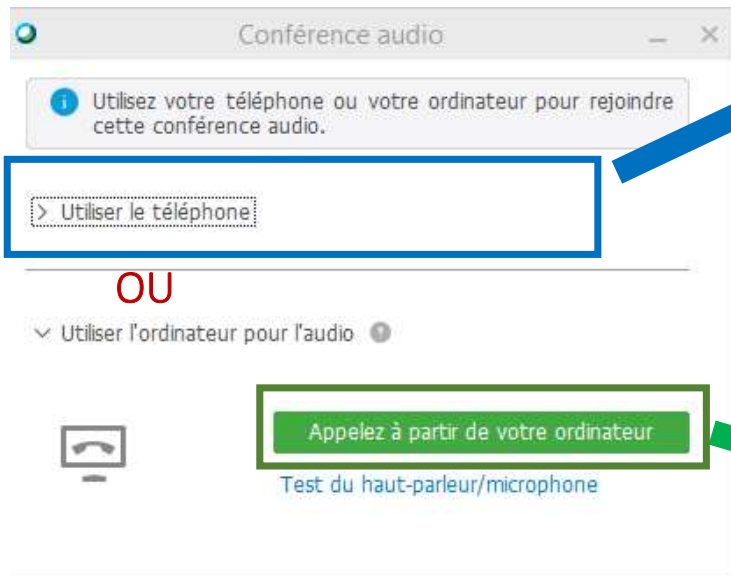 Conférence audio
Utilisez votre téléphone ou votre ordinateur pour rejoindre
cette conférence audio.
> Utiliser le téléphone
OU
Utiliser l'ordinateur pour l'audio
Appelez à partir de votre ordinateur
Test du haut-parleur/microphone